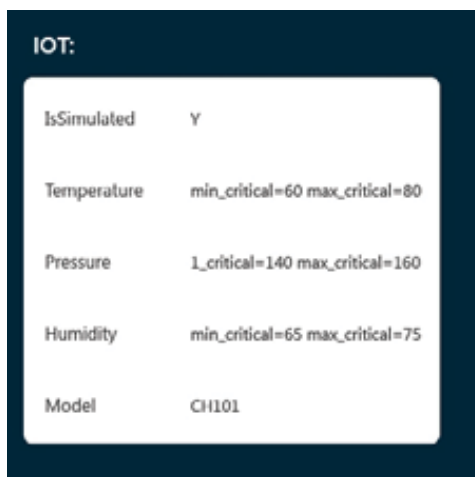 IOT:
IsSimulated Y
Temperature min_critical=60 max_critical=80
Pressure 1_critical=140 max_critical=160
Humidity min_critical=65 max_critical=75
Model CH101